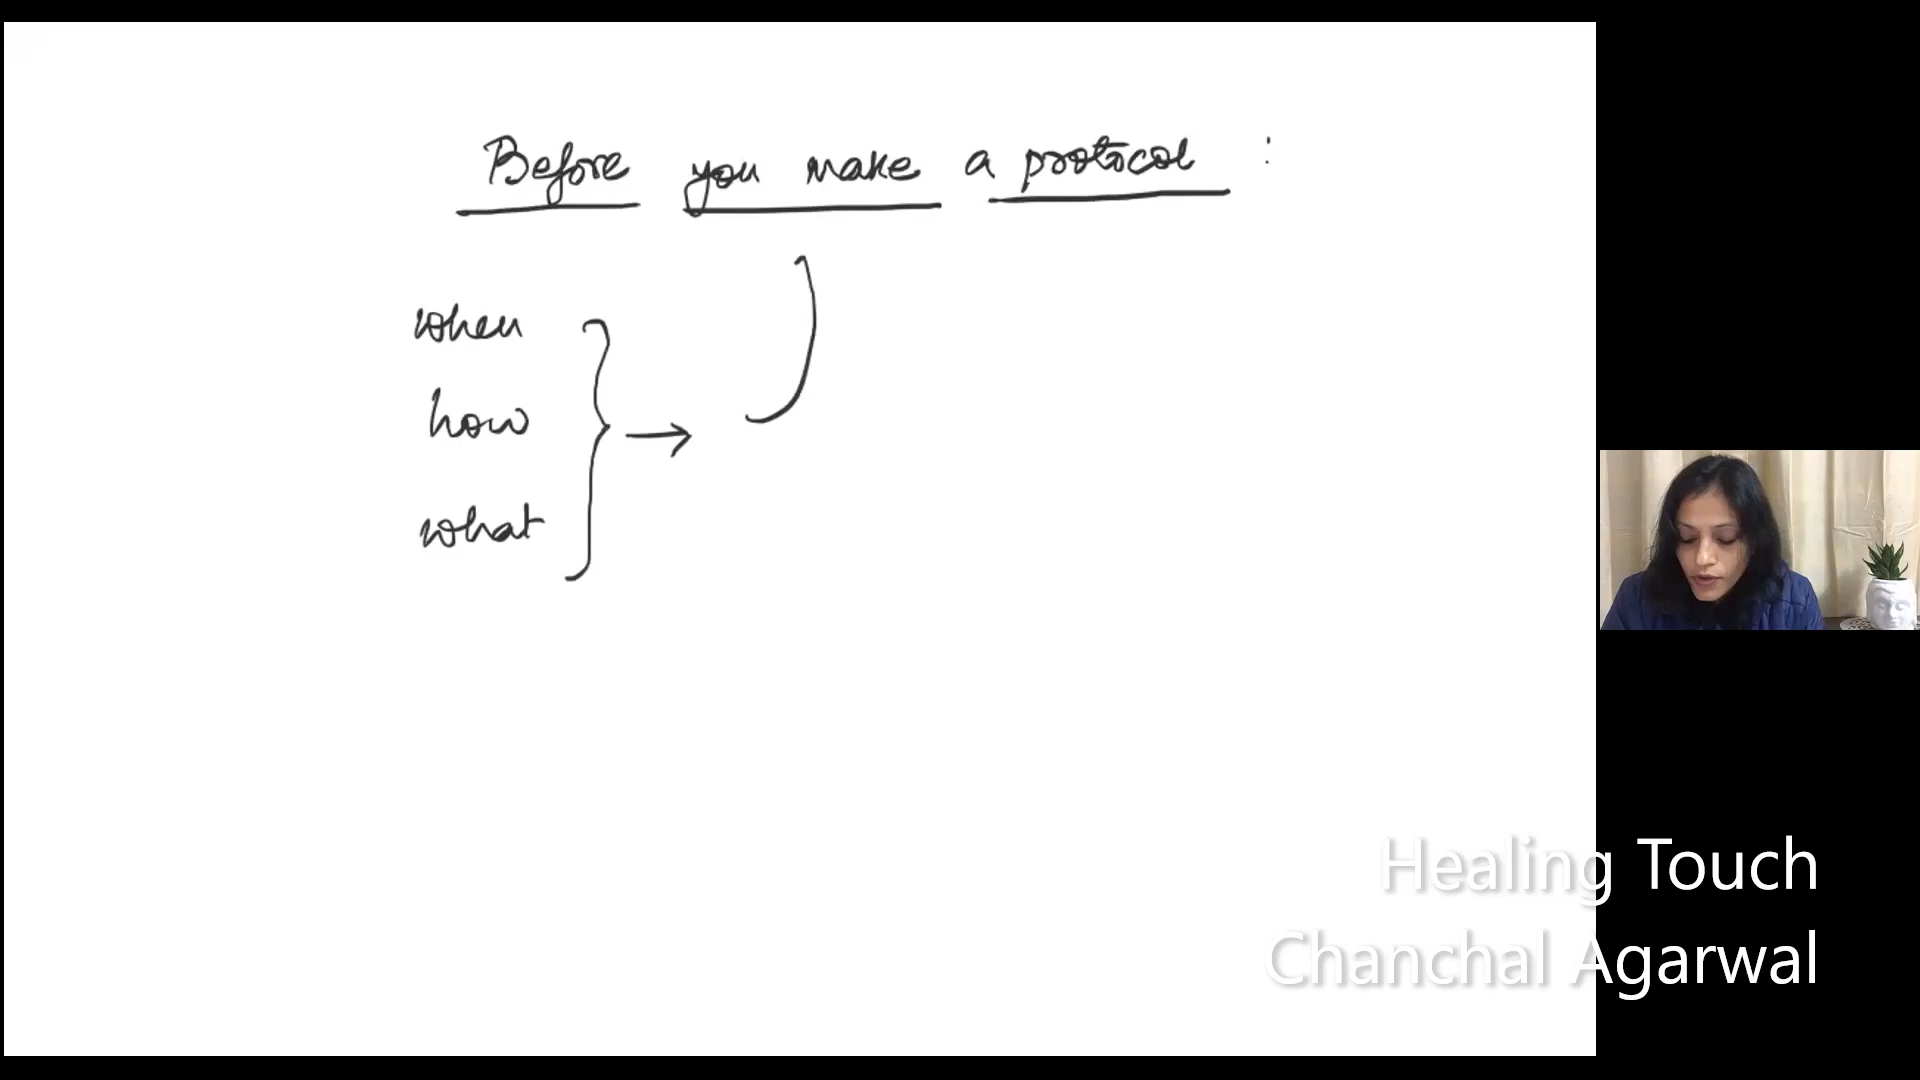 Before you make a protocol :
when
how
what
Healing Touch
Chanchal Agarwal